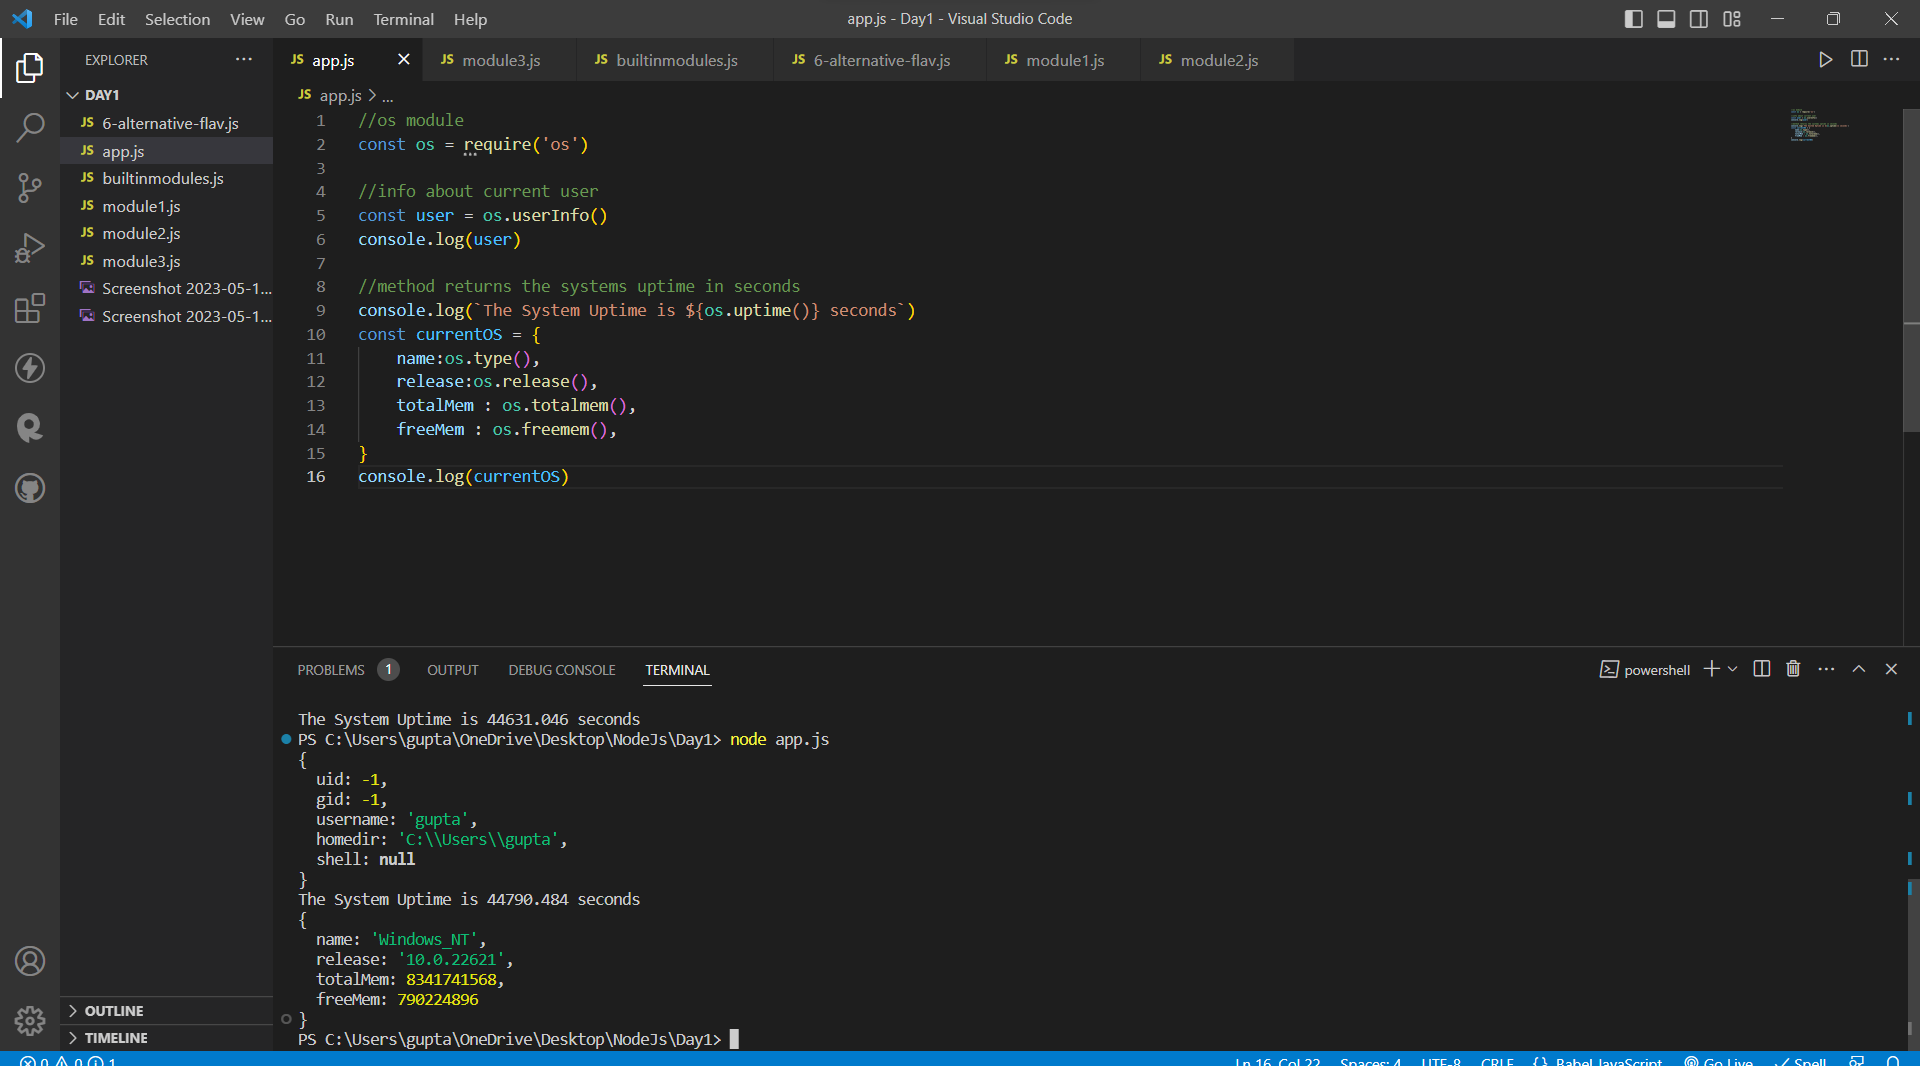 File Edit Selection View Go Run Terminal Help
app.js - Day1 - Visual Studio Code
EXPLORER
DAY1
JS 6-alternative-flav.js
JS app.js
JS builtinmodules.js
JS module1.js
JS module2.js
JS module3.js
Screenshot 2023-05-1...
Screenshot 2023-05-1...
OUTLINE
TIMELINE
JS app.js JS module3.js JS builtinmodules.js JS 6-alternative-flav.js JS module1.js JS module2.js
JS app.js > ...
1 //os module
2 const os = require('os')
3
4 //info about current user
5 const user = os.userInfo()
6 console.log(user)
7
8 //method returns the systems uptime in seconds
9 console.log(`The System Uptime is ${os.uptime()} seconds`)
10 const currentOS = {
11 name:os.type(),
12 release:os.release(),
13 totalMem : os.totalmem(),
14 freeMem : os.freemem(),
15 }
16 console.log(currentOS)
PROBLEMS 1 OUTPUT DEBUG CONSOLE TERMINAL
powershell
The System Uptime is 44631.046 seconds
PS C:\Users\gupta\OneDrive\Desktop\NodeJs\Day1> node app.js
{
uid: -1,
gid: -1,
username: 'gupta',
homedir: 'C:\\Users\\gupta',
shell: null
}
The System Uptime is 44790.484 seconds
{
name: 'Windows_NT',
release: '10.0.22621',
totalMem: 8341741568,
freeMem: 790224896
}
PS C:\Users\gupta\OneDrive\Desktop\NodeJs\Day1>
0 0 1 Ln 16, Col 22 Spaces: 4 UTF-8 CRLF {} Babel JavaScript Go Live Spell